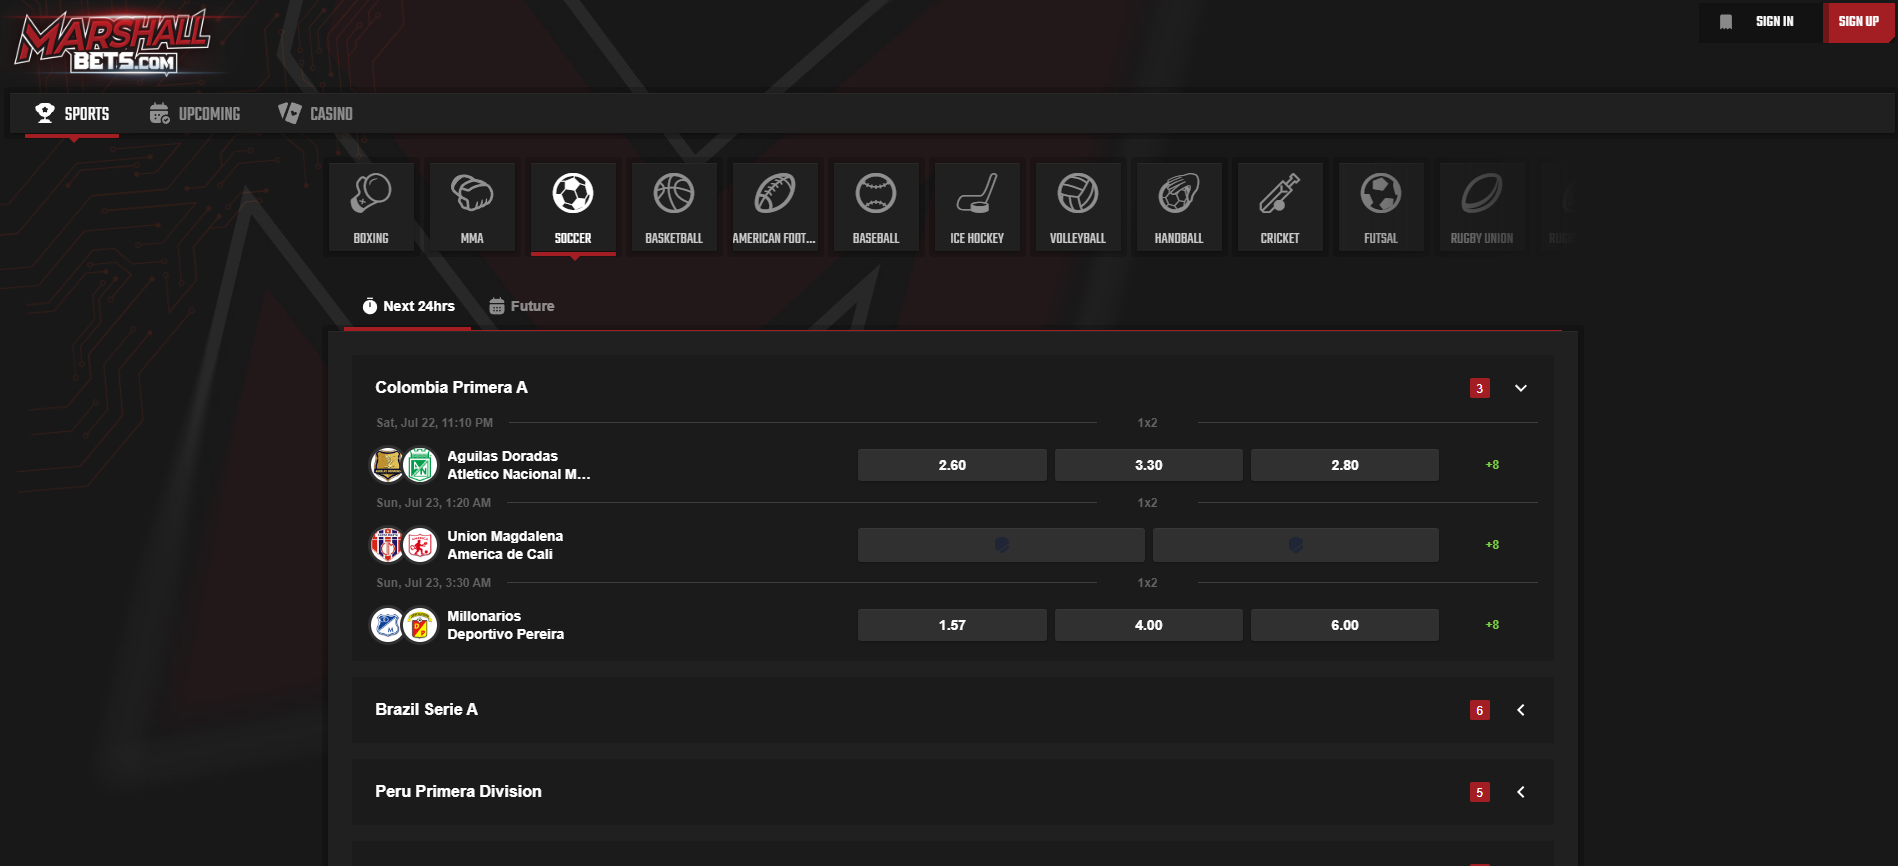 MARSHALL
BETS.COM
SIGN IN
SIGN UP
SPORTS
UPCOMING
CASINO
BOXING
MMA
SOCCER
BASKETBALL
AMERICAN FOOT...
BASEBALL
ICE HOCKEY
VOLLEYBALL
HANDBALL
CRICKET
FUTSAL
RUGBY UNION
Next 24hrs
Future
Colombia Primera A
3
Sat, Jul 22, 11:10 PM
1x2
Aguilas Doradas
Atletico Nacional M...
2.60
3.30
2.80
+8
Sun, Jul 23, 1:20 AM
1x2
Union Magdalena
America de Cali
+8
Sun, Jul 23, 3:30 AM
1x2
Millonarios
Deportivo Pereira
1.57
4.00
6.00
+8
Brazil Serie A
6
Peru Primera Division
5